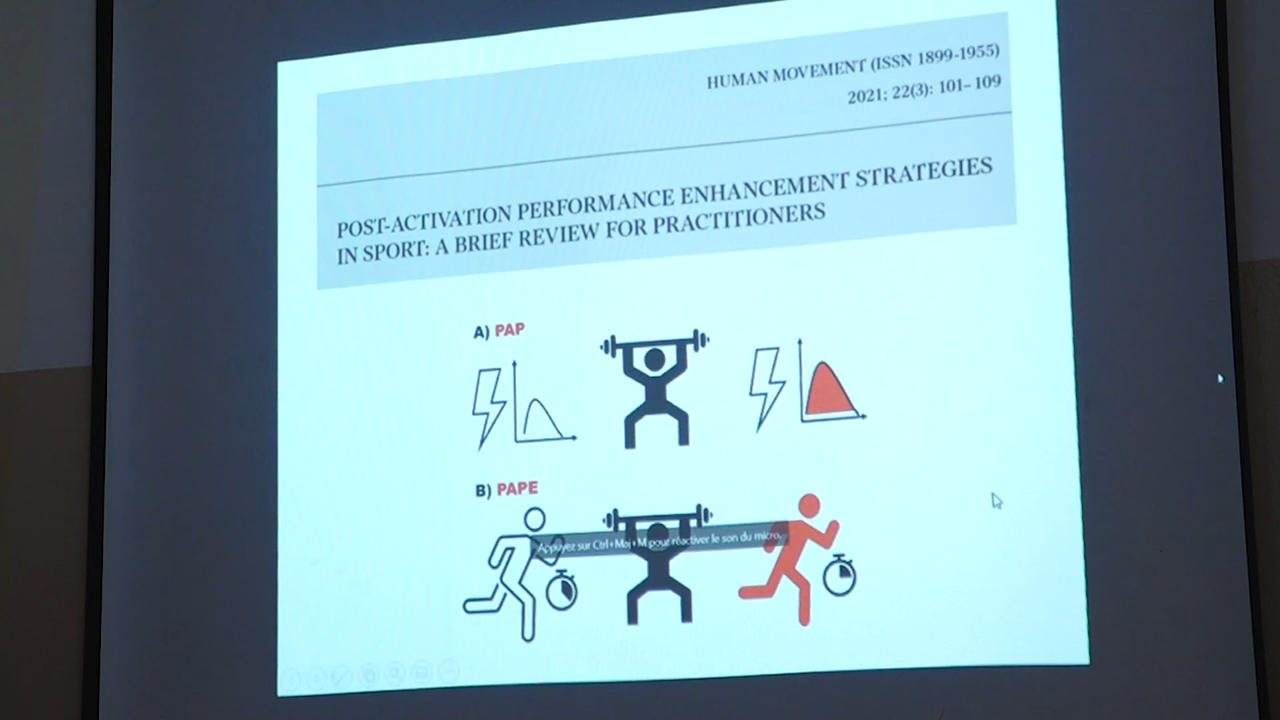 HUMAN MOVEMENT (ISSN 1899-1955)
2021; 22(3): 101–109
POST-ACTIVATION PERFORMANCE ENHANCEMENT STRATEGIES
IN SPORT: A BRIEF REVIEW FOR PRACTITIONERS
A) PAP
B) PAPE
Appuyez sur Ctrl+Maj+M pour réactiver le son du micro.